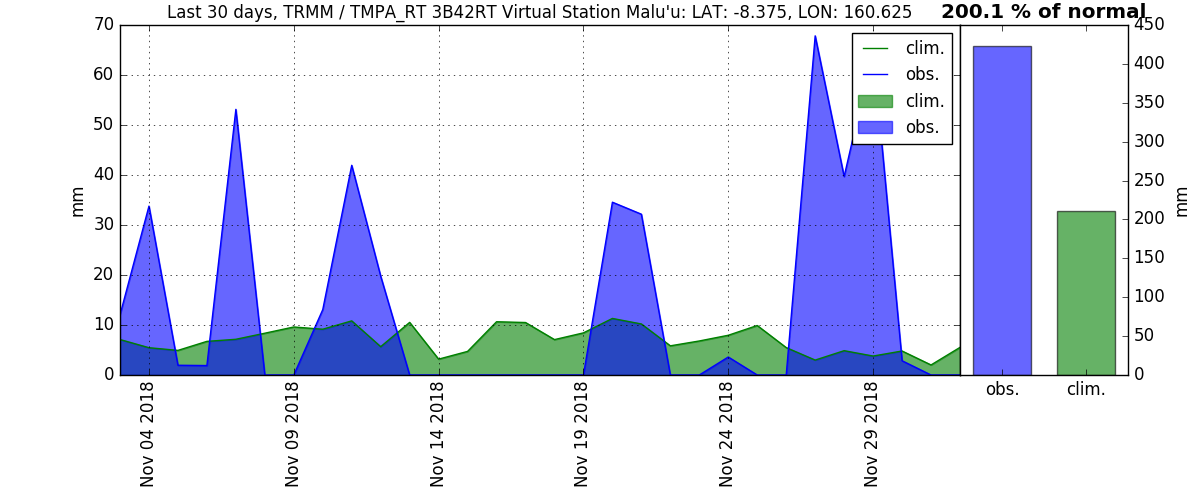 Last 30 days, TRMM / TMPA_RT 3B42RT Virtual Station Malu'u: LAT: -8.375, LON: 160.625
200.1 % of normal
70
60
50
40
30
20
10
0
mm
clim.
obs.
clim.
obs.
Nov 04 2018
Nov 09 2018
Nov 14 2018
Nov 19 2018
Nov 24 2018
Nov 29 2018
450
400
350
300
250
200
150
100
50
0
mm
obs.
clim.